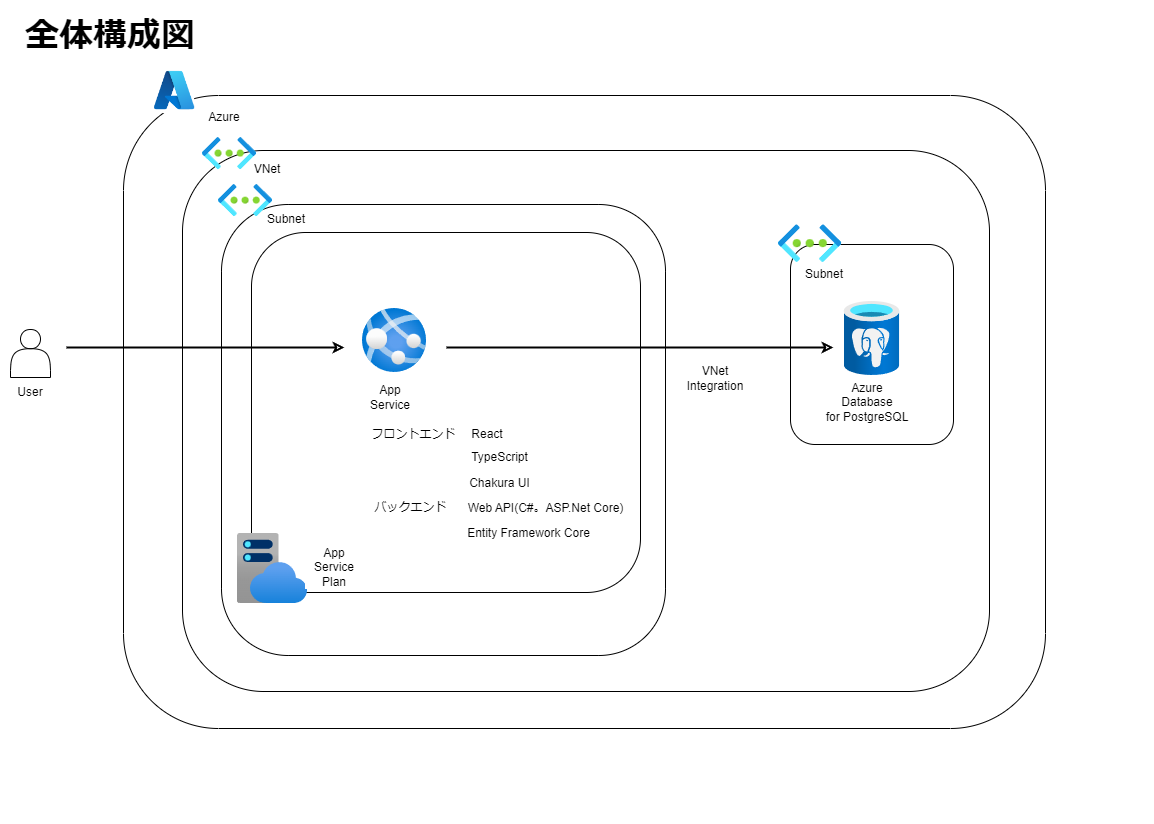 全体構成図
Azure
VNet
Subnet
Subnet
User
App
Service
VNet
Integration
Azure
Database
for PostgreSQL
フロントエンド React
TypeScript
Chakura UI
バックエンド Web API(C#。ASP.Net Core)
Entity Framework Core
App
Service
Plan